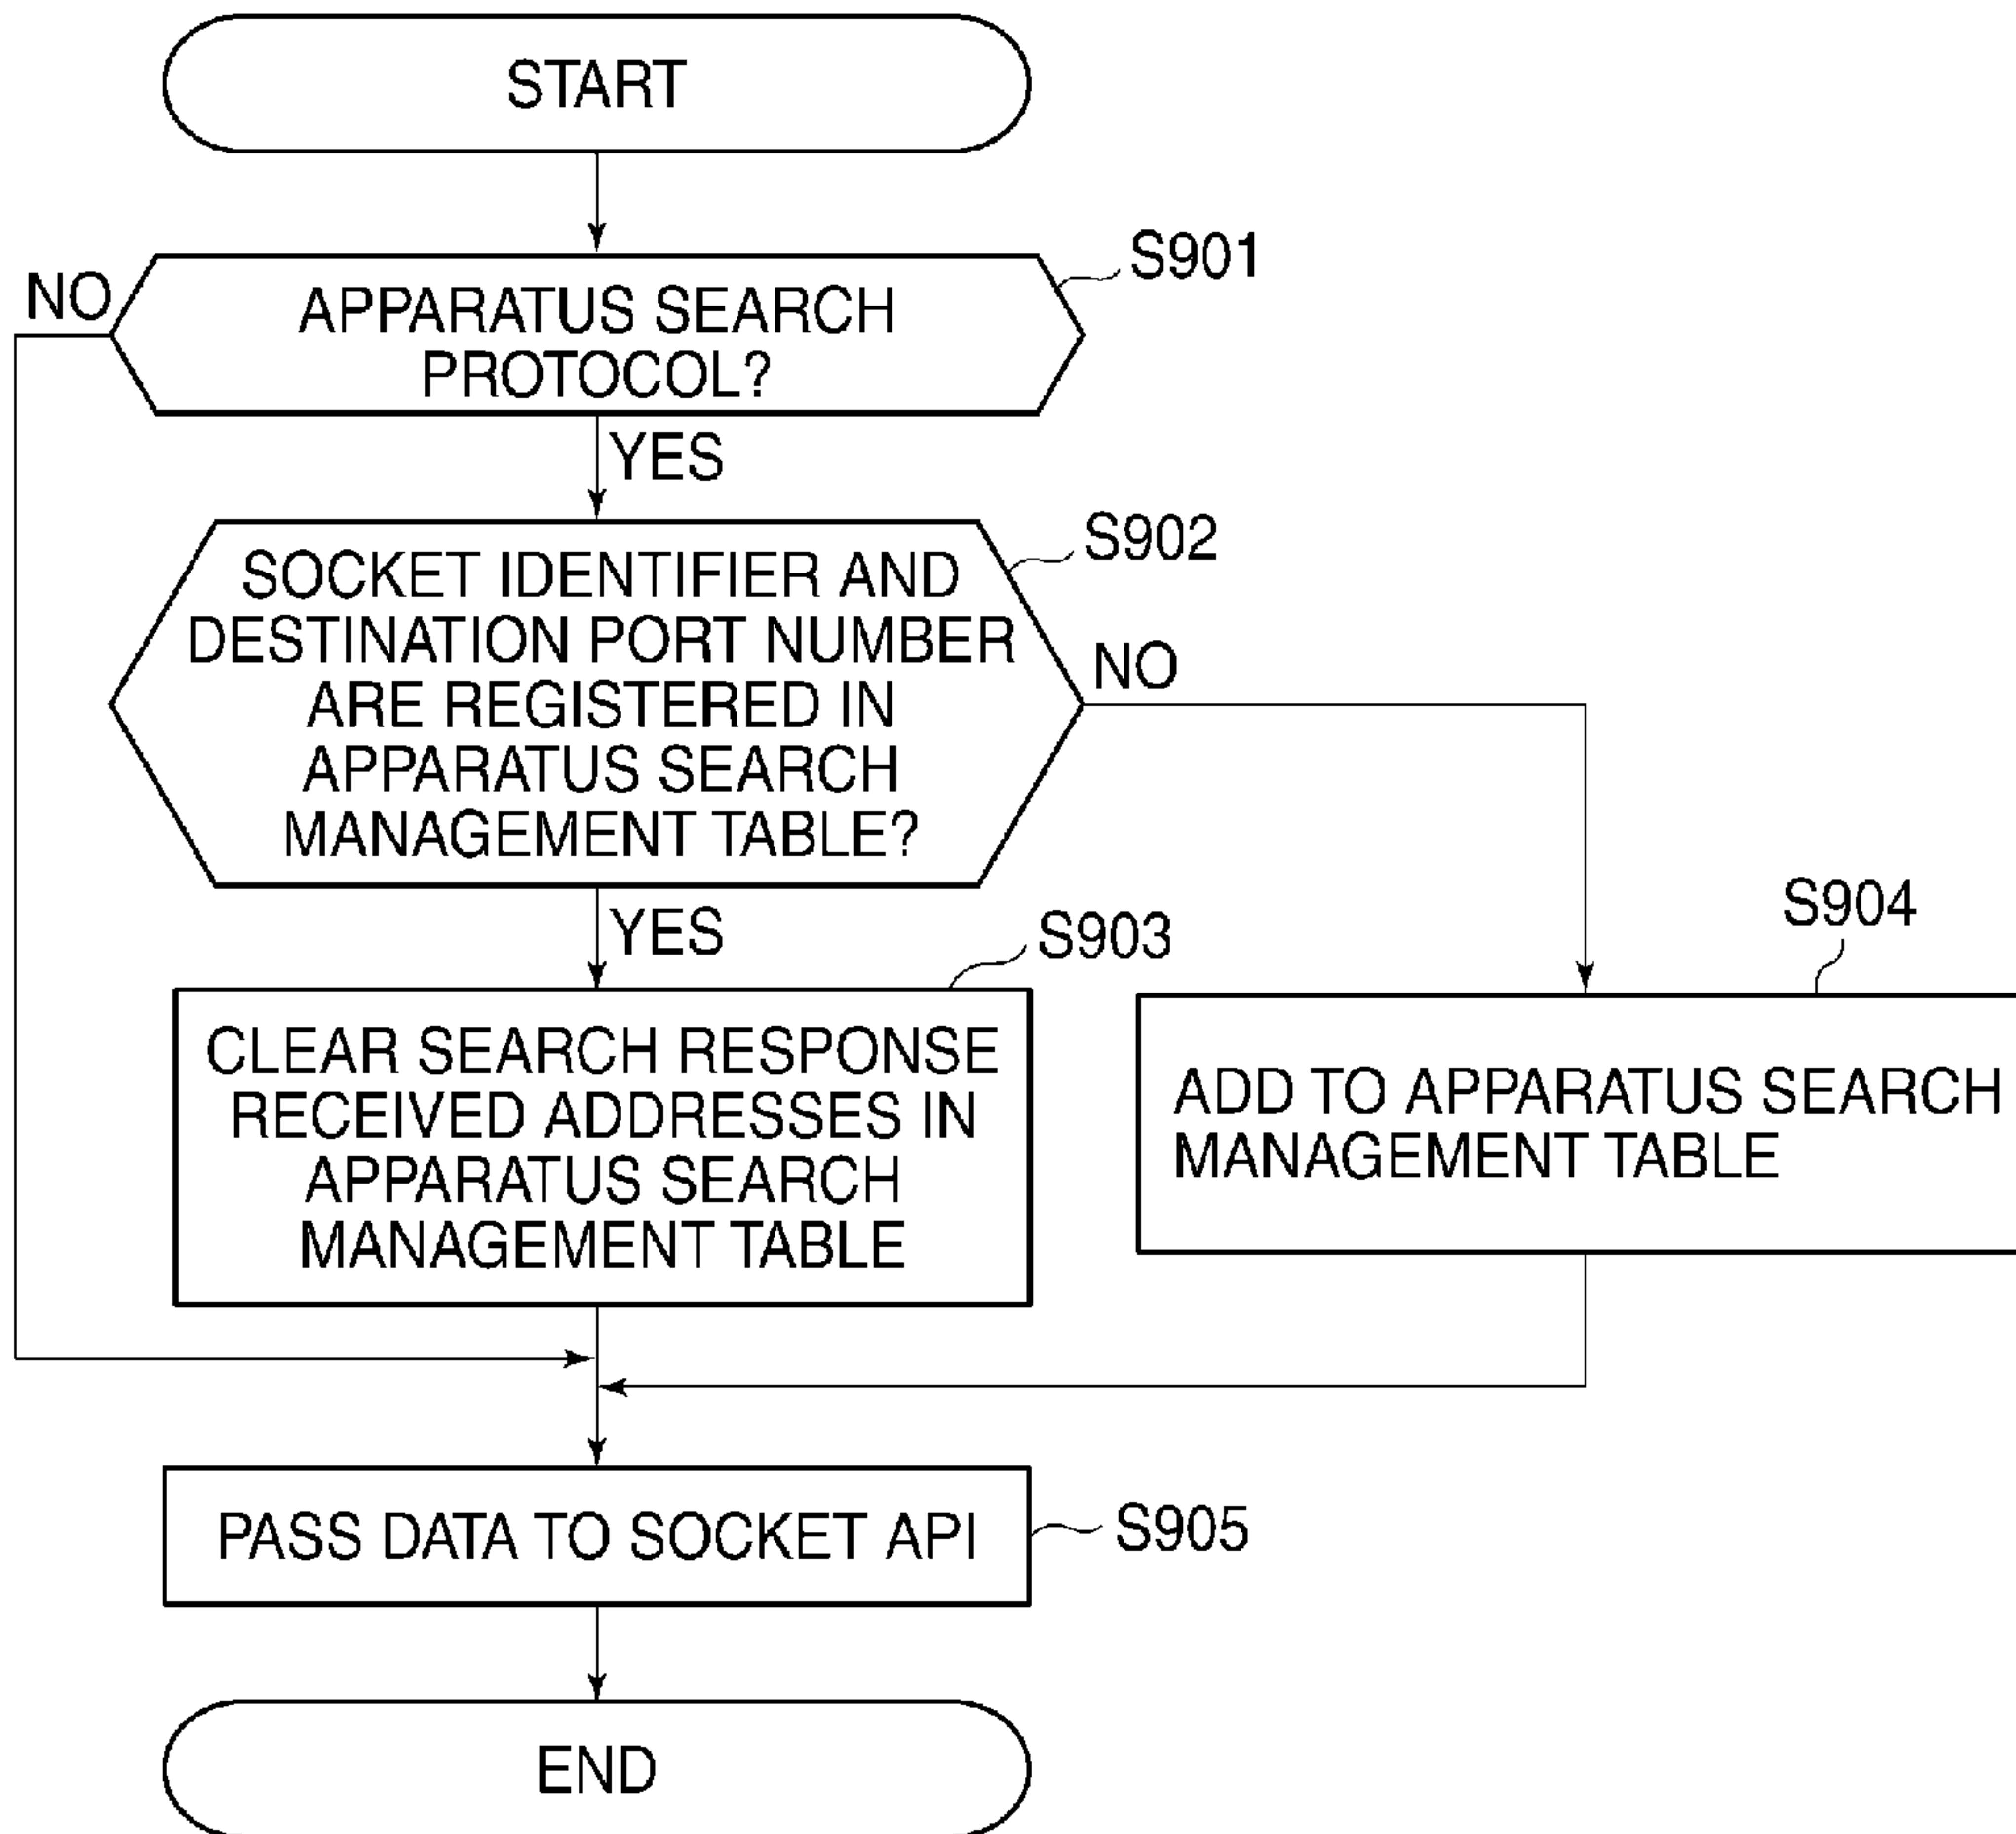 START
S901
NO
APPARATUS SEARCH
PROTOCOL?
YES
S902
SOCKET IDENTIFIER AND
DESTINATION PORT NUMBER
ARE REGISTERED IN
APPARATUS SEARCH
MANAGEMENT TABLE?
NO
YES
S903
S904
CLEAR SEARCH RESPONSE
RECEIVED ADDRESSES IN
APPARATUS SEARCH
MANAGEMENT TABLE
ADD TO APPARATUS SEARCH
MANAGEMENT TABLE
PASS DATA TO SOCKET API
S905
END